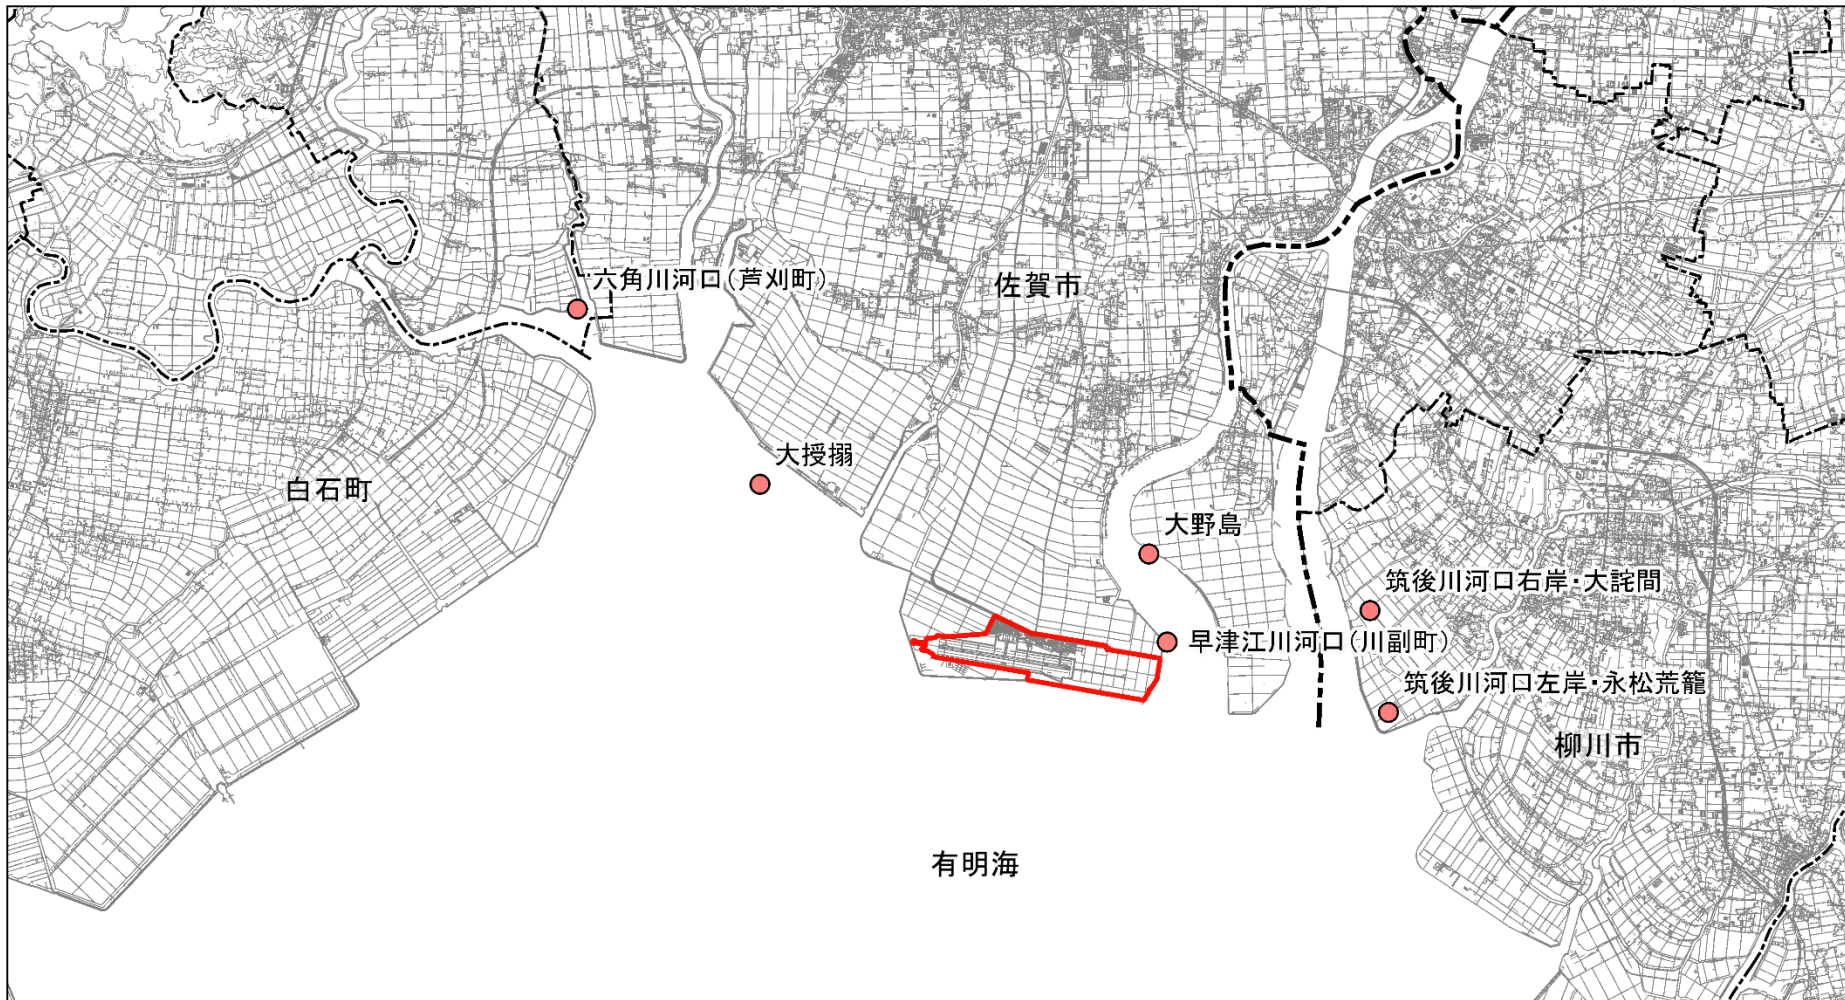 六角川河口(芦刈町)
佐賀市
大授搦
白石町
大野島
筑後川河口右岸・大詫間
早津江川河口(川副町)
筑後川河口左岸・永松荒籠
柳川市
有明海